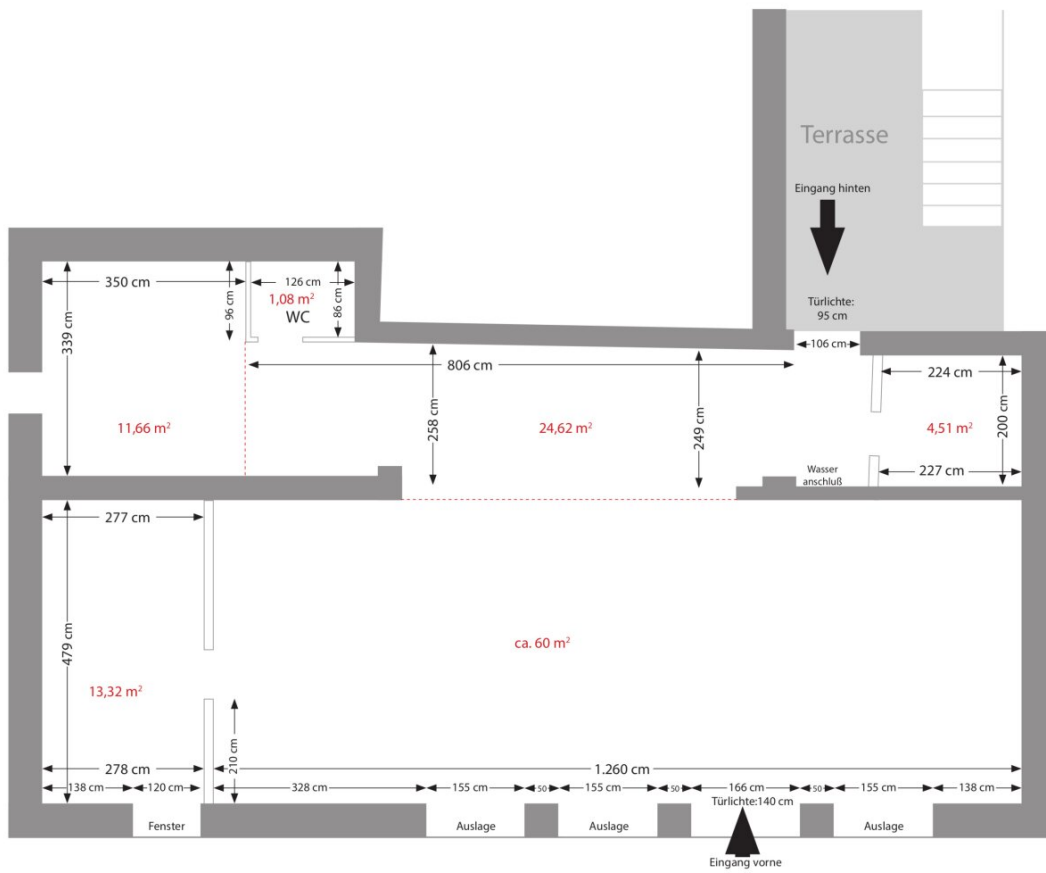 Terrasse
Eingang hinten
Türlichte:
95 cm
350 cm
126 cm
1,08 m²
WC
96 cm
86 cm
339 cm
806 cm
106 cm
224 cm
11,66 m²
258 cm
24,62 m²
249 cm
4,51 m²
200 cm
Wasser
anschluß
227 cm
277 cm
479 cm
ca. 60 m²
13,32 m²
210 cm
278 cm
1.260 cm
138 cm
120 cm
328 cm
155 cm
50
155 cm
50
166 cm
50
155 cm
138 cm
Türlichte:140 cm
Fenster
Auslage
Auslage
Auslage
Eingang vorne